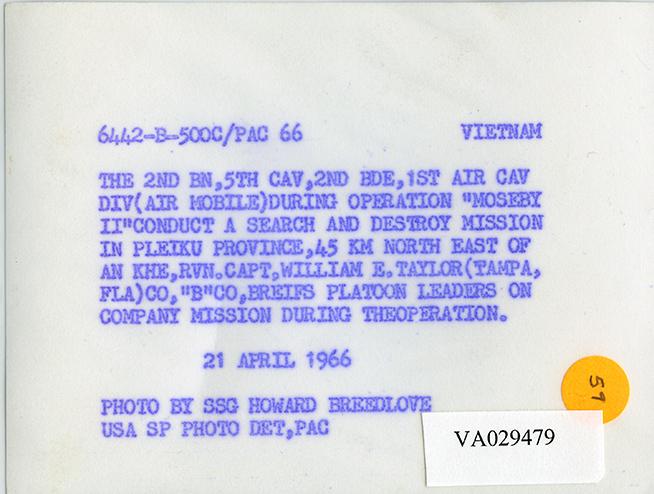 6442-B-500C/PAC 66 VIETNAM
THE 2ND BN,5TH CAV,2ND BDE,1ST AIR CAV
DIV(AIR MOBILE)DURING OPERATION "MOSEBY
II"CONDUCT A SEARCH AND DESTROY MISSION
IN PLEIKU PROVINCE,45 KM NORTH EAST OF
AN KHE,RVN.CAPT,WILLIAM E.TAYLOR(TAMPA,
FLA)CO,"B"CO,BREIFS PLATOON LEADERS ON
COMPANY MISSION DURING THEOPERATION.
21 APRIL 1966
PHOTO BY SSG HOWARD BREEDLOVE
USA SP PHOTO DET,PAC
51
VA029479